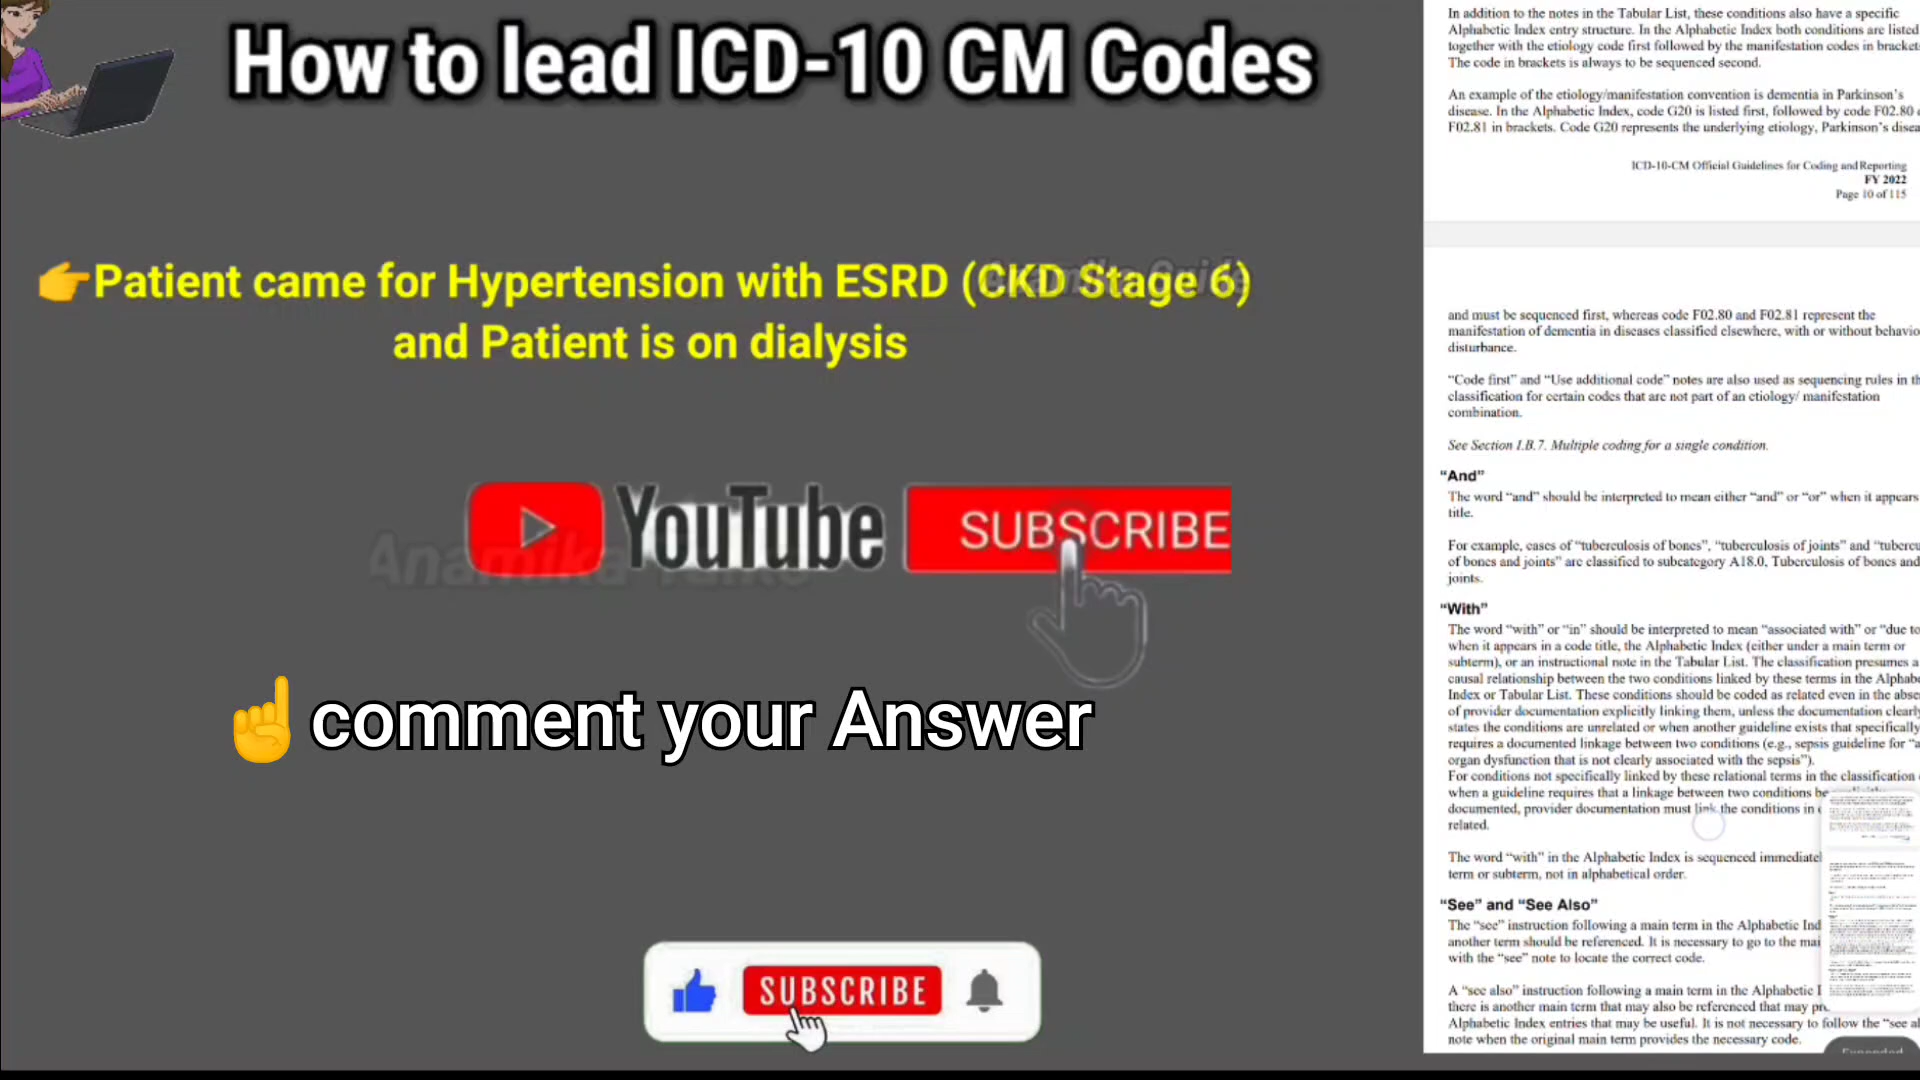 How to lead ICD-10 CM Codes
👉Patient came for Hypertension with ESRD (CKD Stage 6)
and Patient is on dialysis
YouTube SUBSCRIBE
Anamika
☝comment your Answer
SUBSCRIBE
In addition to the notes in the Tabular List, these conditions also have a specific
Alphabetic Index entry structure. In the Alphabetic Index both conditions are listed
together with the etiology code first followed by the manifestation codes in
The code in brackets is always to be sequenced second.
An example of the etiology/manifestation convention is dementia in Parkinson's
disease. In the Alphabetic Index, code G20 is listed first, followed by code F02.80
F02.81 in brackets. Code G20 represents the underlying etiology, Parkinson's
ICD-10-CM Official Guidelines for Coding and Reporting
FY 2022
Page 10 of 115
and must be sequenced first, whereas code F02.80 and F02.81 represent the
manifestation of dementia in diseases classified elsewhere, with or without
disturbance.
“Code first” and “Use additional code” notes are also used as sequencing rules in
classification for certain codes that are not part of an etiology/ manifestation
combination.
See Section I.B.7. Multiple coding for a single condition.
“And”
The word “and” should be interpreted to mean either “and” or “or” when it appears
title.
For example, cases of “tuberculosis of bones”, “tuberculosis of joints” and
of bones and joints” are classified to subcategory A18.0, Tuberculosis of bones and
joints.
“With”
The word “with” or “in” should be interpreted to mean “associated with” or “due to
when it appears in a code title, the Alphabetic Index (either under a main term or
subterm), or an instructional note in the Tabular List. The classification presumes a
causal relationship between the two conditions linked by these terms in the
Index or Tabular List. These conditions should be coded as related even in the
of provider documentation explicitly linking them, unless the documentation
states the conditions are unrelated or when another guideline exists that specifically
requires a documented linkage between two conditions (e.g., sepsis guideline for
organ dysfunction that is not clearly associated with the sepsis”).
For conditions not specifically linked by these relational terms in the classification
when a guideline requires that a linkage between two conditions be
documented, provider documentation must link the conditions in
related.
The word “with” in the Alphabetic Index is sequenced
term or subterm, not in alphabetical order.
“See” and “See Also”
The “see” instruction following a main term in the Alphabetic
another term should be referenced. It is necessary to go to the
with the “see” note to locate the correct code.
A “see also” instruction following a main term in the Alphabetic
there is another main term that may also be referenced that may
Alphabetic Index entries that may be useful. It is not necessary to follow the “see
note when the original main term provides the necessary code.